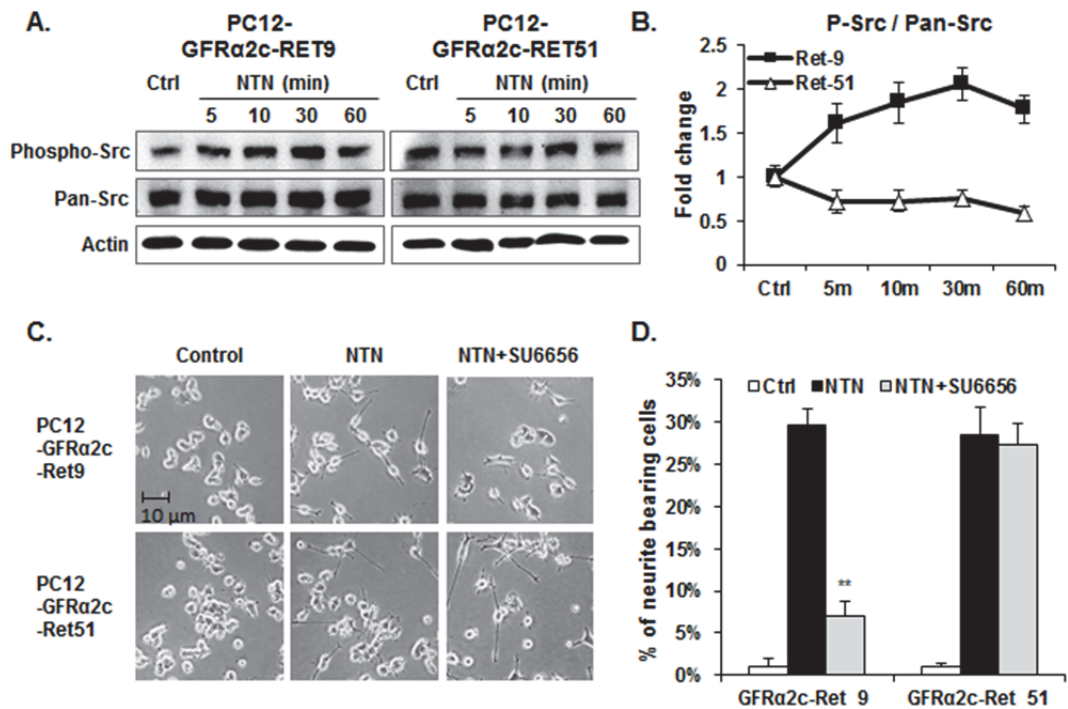 A.
PC12-
GFRα2c-RET9
PC12-
GFRα2c-RET51
Ctrl NTN (min) Ctrl NTN (min)
5 10 30 60 5 10 30 60
Phospho-Src
Pan-Src
Actin
B.
P-Src / Pan-Src
Fold change
2.5
2
1.5
1
0.5
0
Ret-9
Ret-51
Ctrl 5m 10m 30m 60m
C.
Control NTN NTN+SU6656
PC12
-GFRα2c
-Ret9
10 µm
PC12
-GFRα2c
-Ret51
D.
% of neurite bearing cells
35%
30%
25%
20%
15%
10%
5%
0%
Ctrl NTN NTN+SU6656
**
GFRα2c-Ret 9 GFRα2c-Ret 51